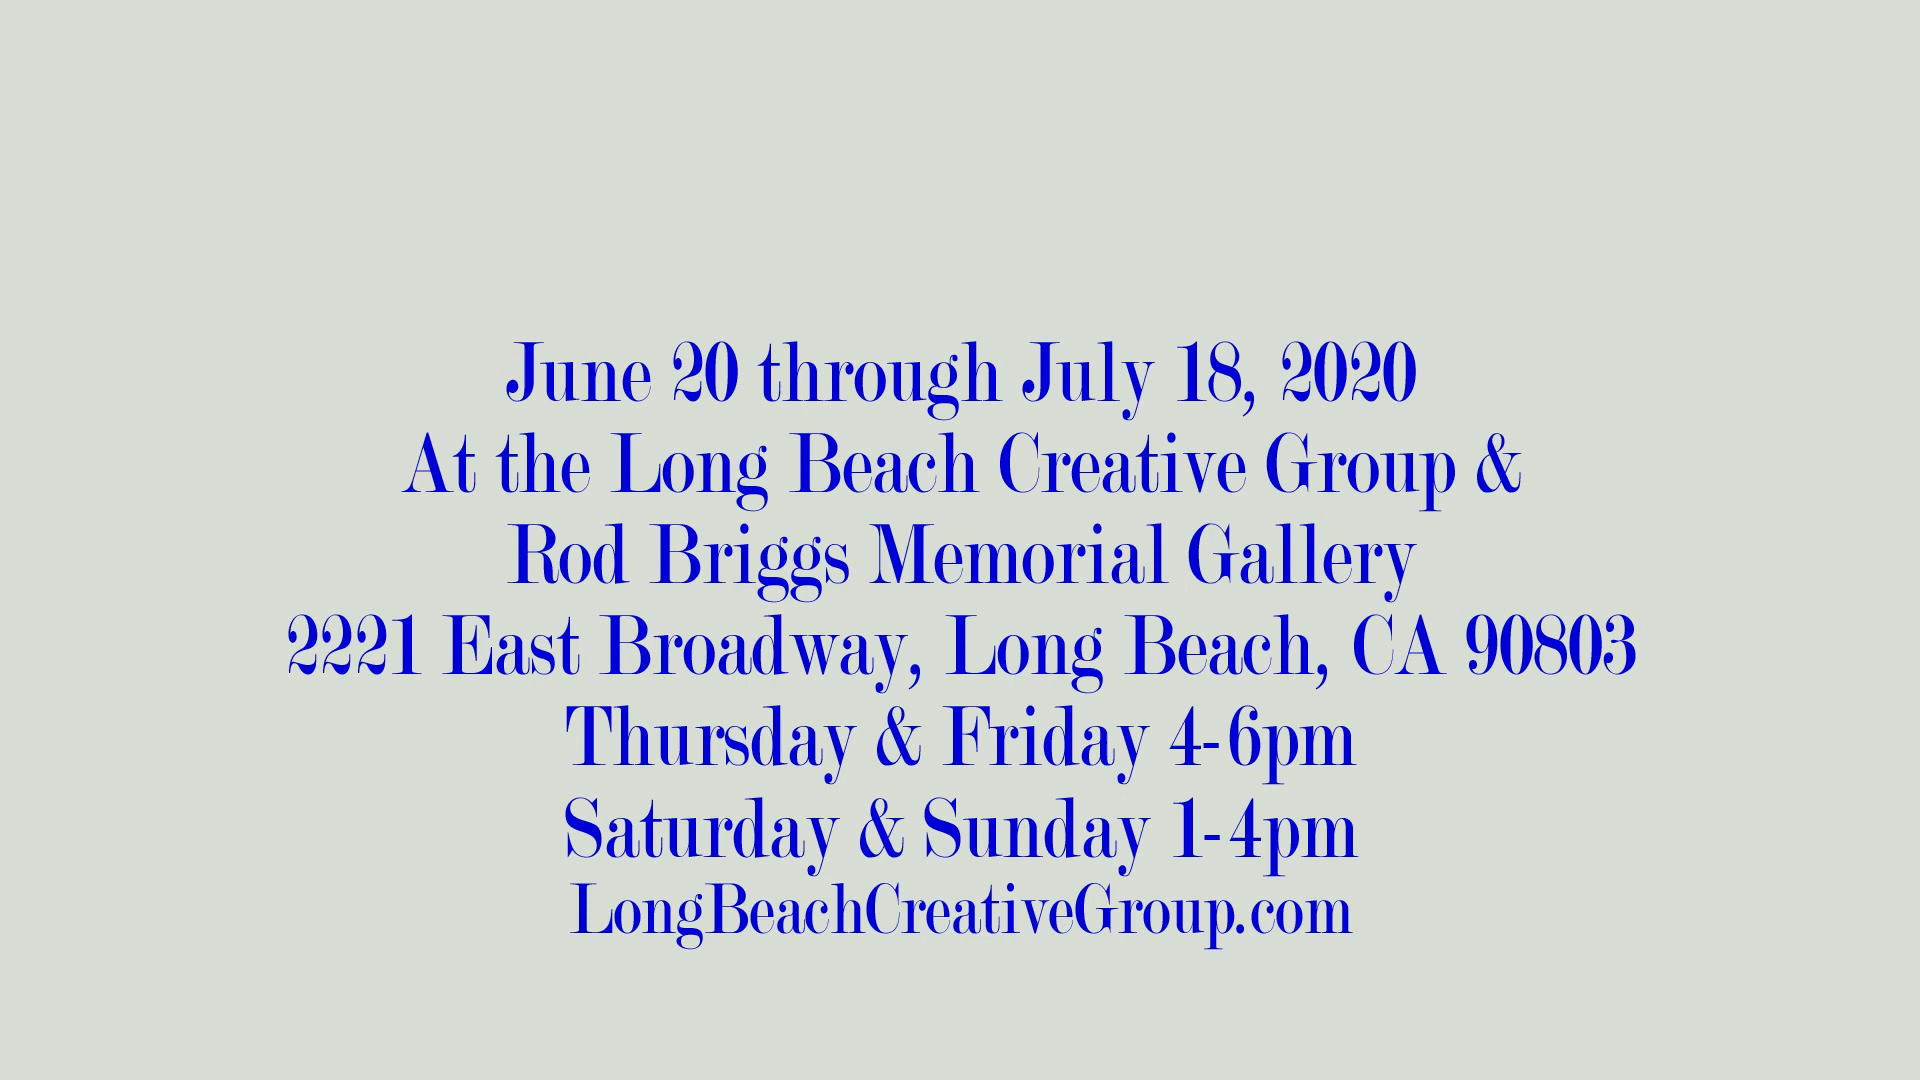 June 20 through July 18, 2020
At the Long Beach Creative Group &
Rod Briggs Memorial Gallery
2221 East Broadway, Long Beach, CA 90803
Thursday & Friday 4-6pm
Saturday & Sunday 1-4pm
LongBeachCreativeGroup.com